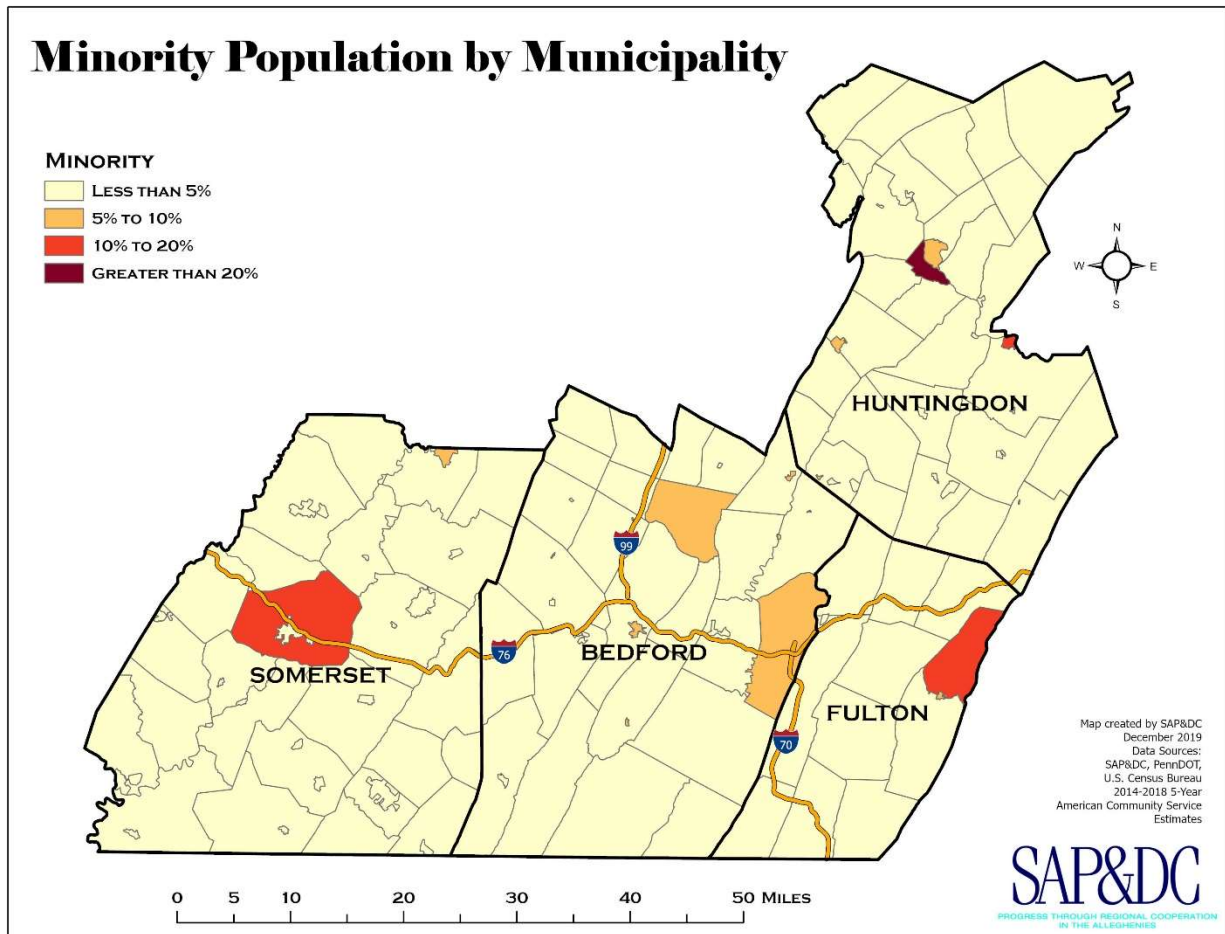 Minority Population by Municipality
MINORITY
LESS THAN 5%
5% TO 10%
10% TO 20%
GREATER THAN 20%
N
W E
S
HUNTINGDON
99
76
BEDFORD
SOMERSET
FULTON
70
Map created by SAP&DC
December 2019
Data Sources:
SAP&DC, PennDOT,
U.S. Census Bureau
2014-2018 5-Year
American Community Service
Estimates
0 5 10 20 30 40 50 MILES
SAP&DC
PROGRESS THROUGH REGIONAL COOPERATION
IN THE ALLEGHENIES